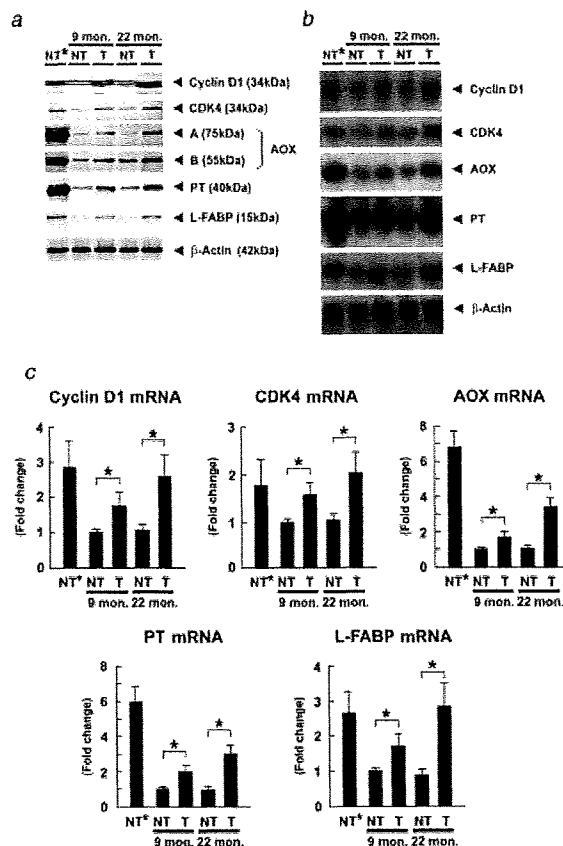 a
9 mon. 22 mon.
NT* NT T NT T
Cyclin D1 (34kDa)
CDK4 (34kDa)
A (75kDa)
AOX
B (55kDa)
PT (40kDa)
L-FABP (15kDa)
β-Actin (42kDa)
b
9 mon. 22 mon.
NT* NT T NT T
Cyclin D1
CDK4
AOX
PT
L-FABP
β-Actin
c
Cyclin D1 mRNA
(Fold change)
4
3
2
1
0
* *
NT* NT T NT T
9 mon. 22 mon.
CDK4 mRNA
(Fold change)
3
2
1
0
* *
NT* NT T NT T
9 mon. 22 mon.
AOX mRNA
(Fold change)
8
6
4
2
0
* *
NT* NT T NT T
9 mon. 22 mon.
PT mRNA
(Fold change)
8
6
4
2
0
* *
NT* NT T NT T
9 mon. 22 mon.
L-FABP mRNA
(Fold change)
4
3
2
1
0
* *
NT* NT T NT T
9 mon. 22 mon.